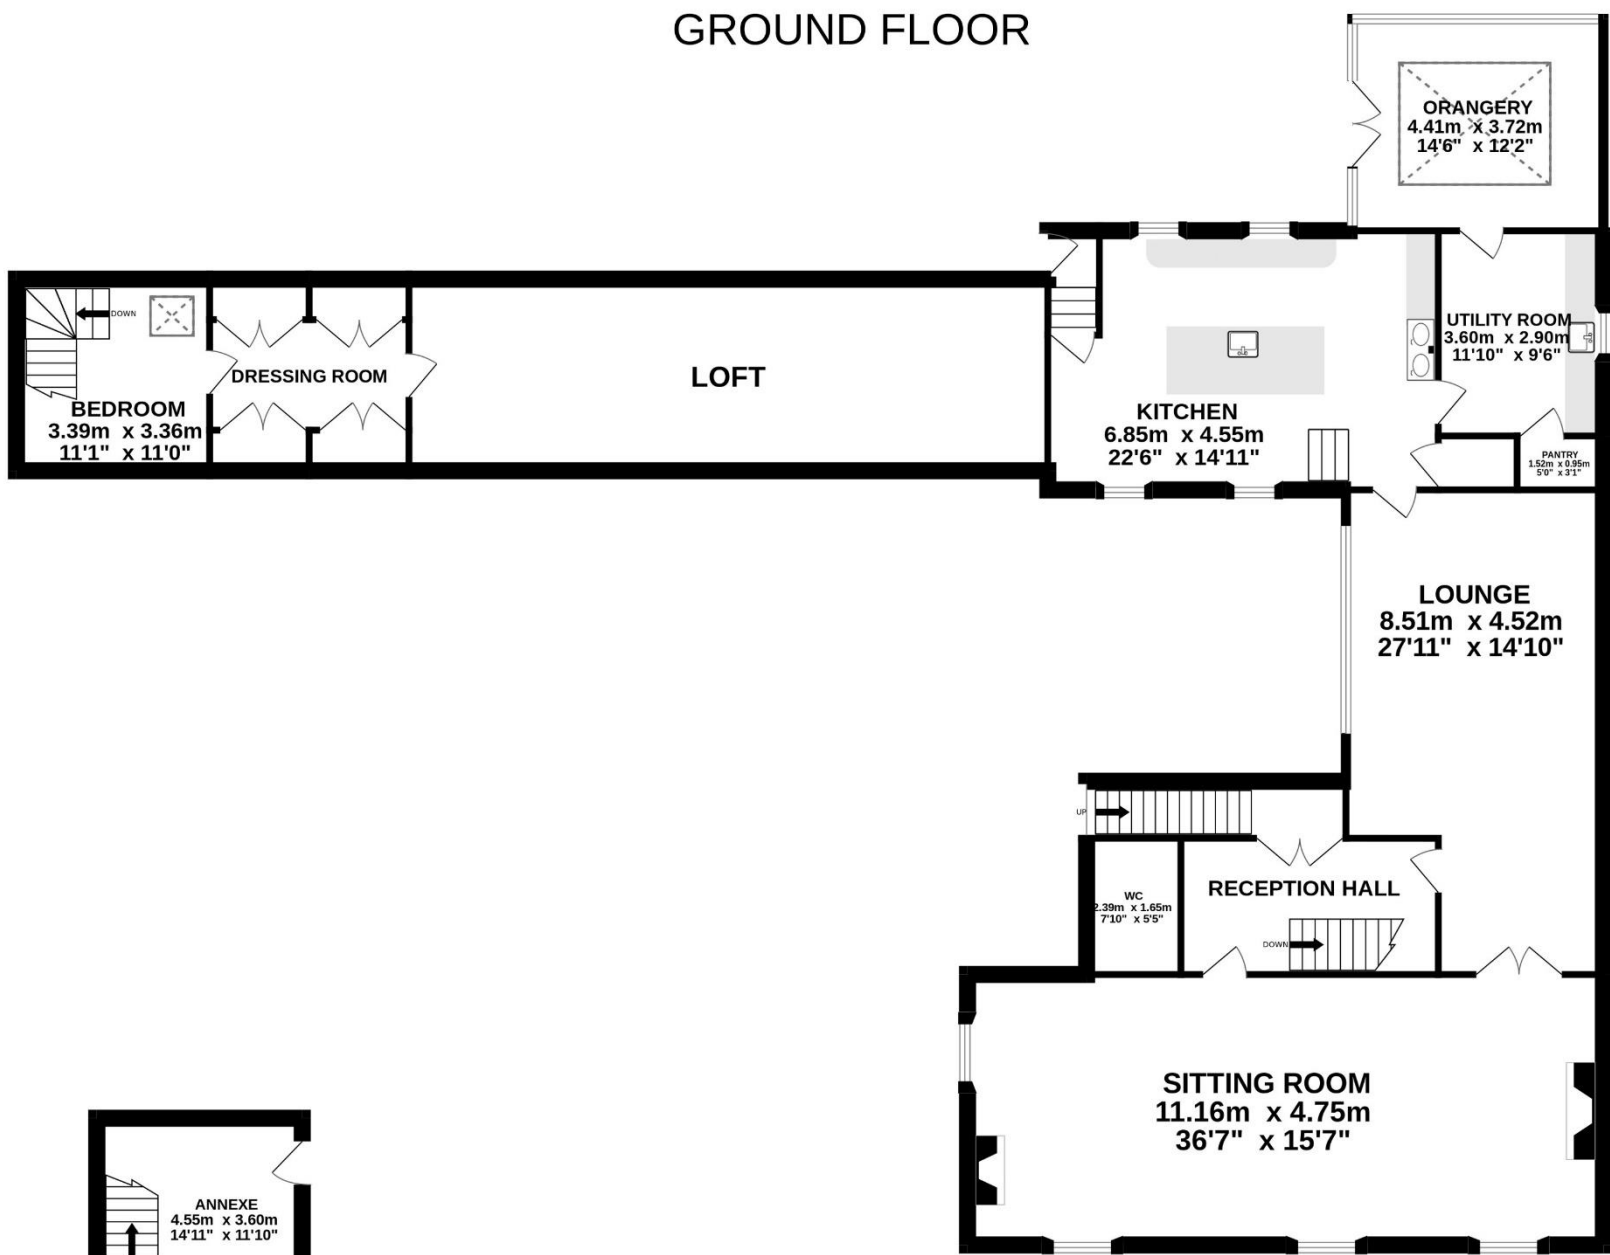 GROUND FLOOR
ORANGERY
4.41m x 3.72m
14'6" x 12'2"
DOWN
BEDROOM
3.39m x 3.36m
11'1" x 11'0"
DRESSING ROOM
LOFT
KITCHEN
6.85m x 4.55m
22'6" x 14'11"
UTILITY ROOM
3.60m x 2.90m
11'10" x 9'6"
PANTRY
1.52m x 0.95m
5'0" x 3'1"
LOUNGE
8.51m x 4.52m
27'11" x 14'10"
UP
WC
2.39m x 1.65m
7'10" x 5'5"
RECEPTION HALL
DOWN
SITTING ROOM
11.16m x 4.75m
36'7" x 15'7"
ANNEXE
4.55m x 3.60m
14'11" x 11'10"